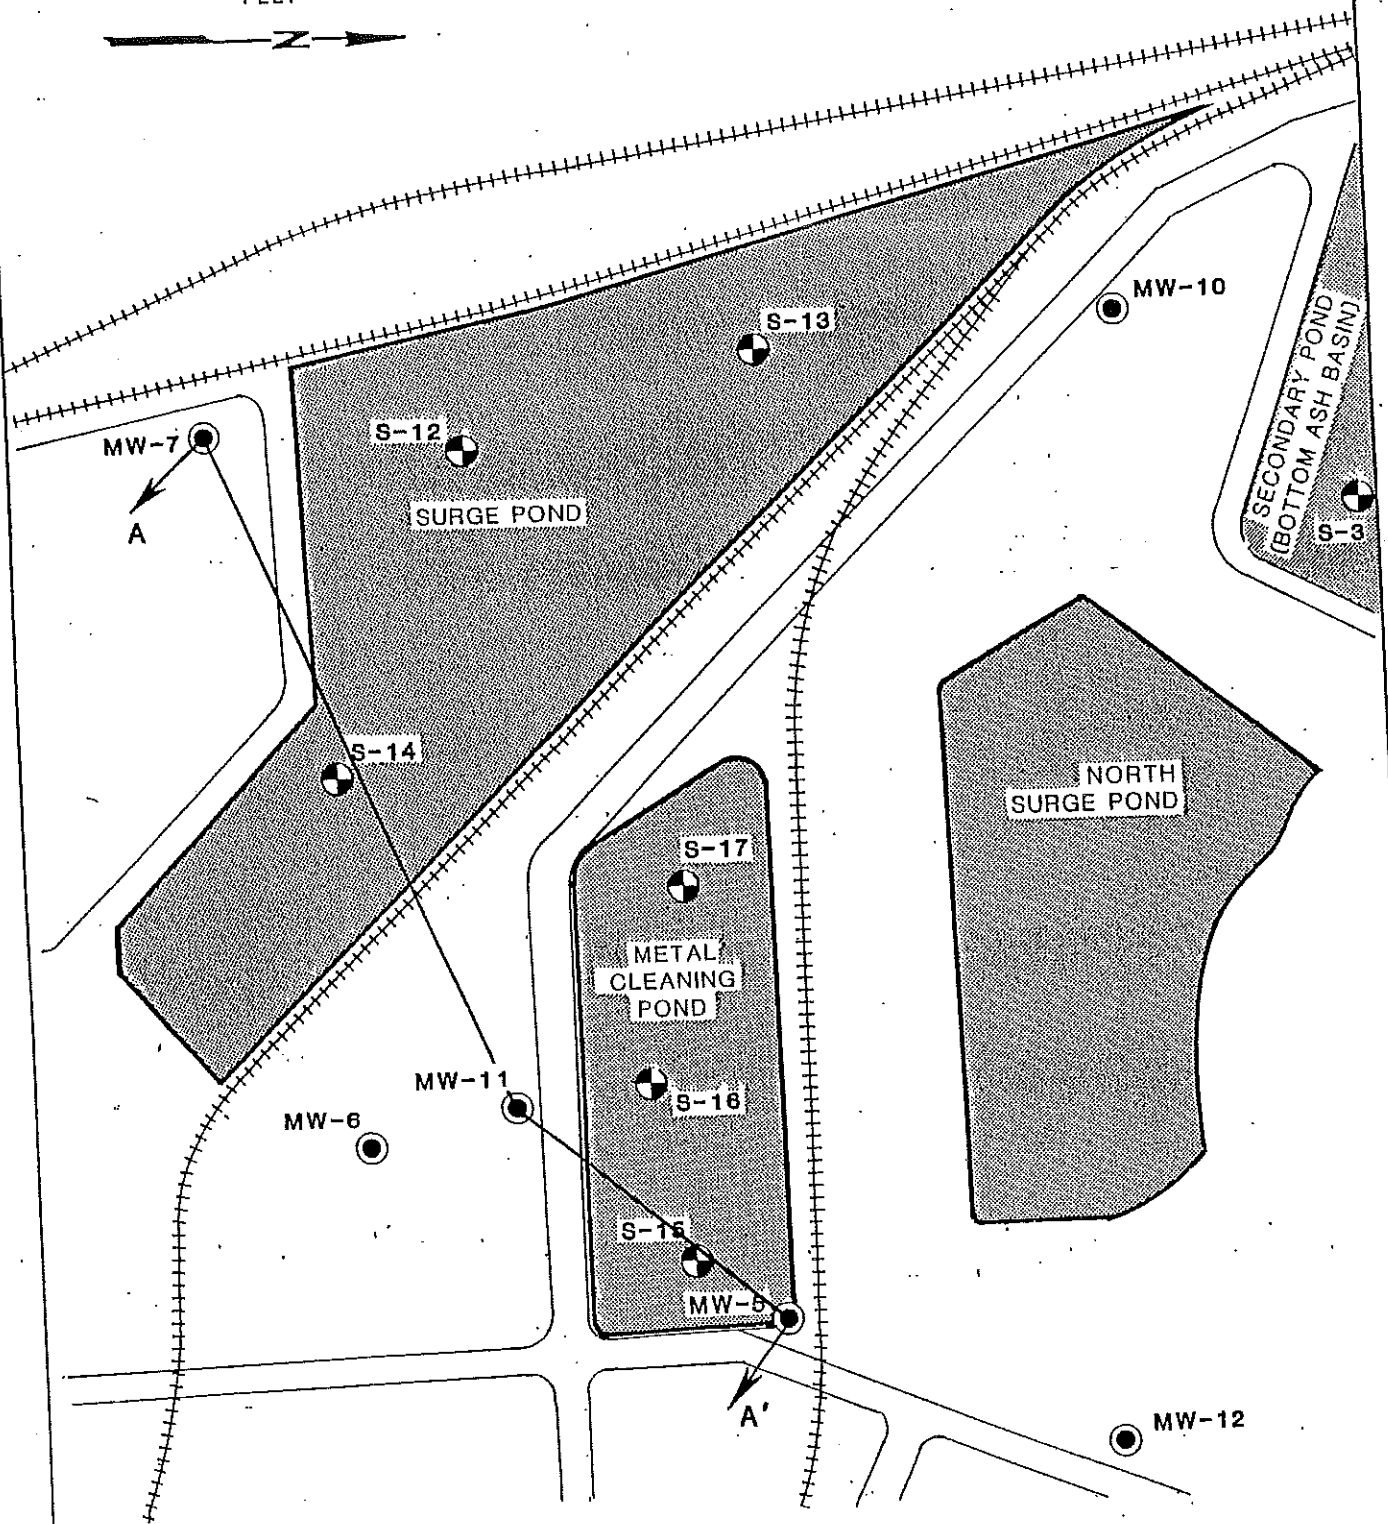 FEET
N
MW-10
S-13
S-12
MW-7
SURGE POND
A
SECONDARY POND
(BOTTOM ASH BASIN)
S-3
S-14
NORTH
SURGE POND
S-17
METAL
CLEANING
POND
MW-11
S-16
MW-6
S-15
MW-5
A'
MW-12